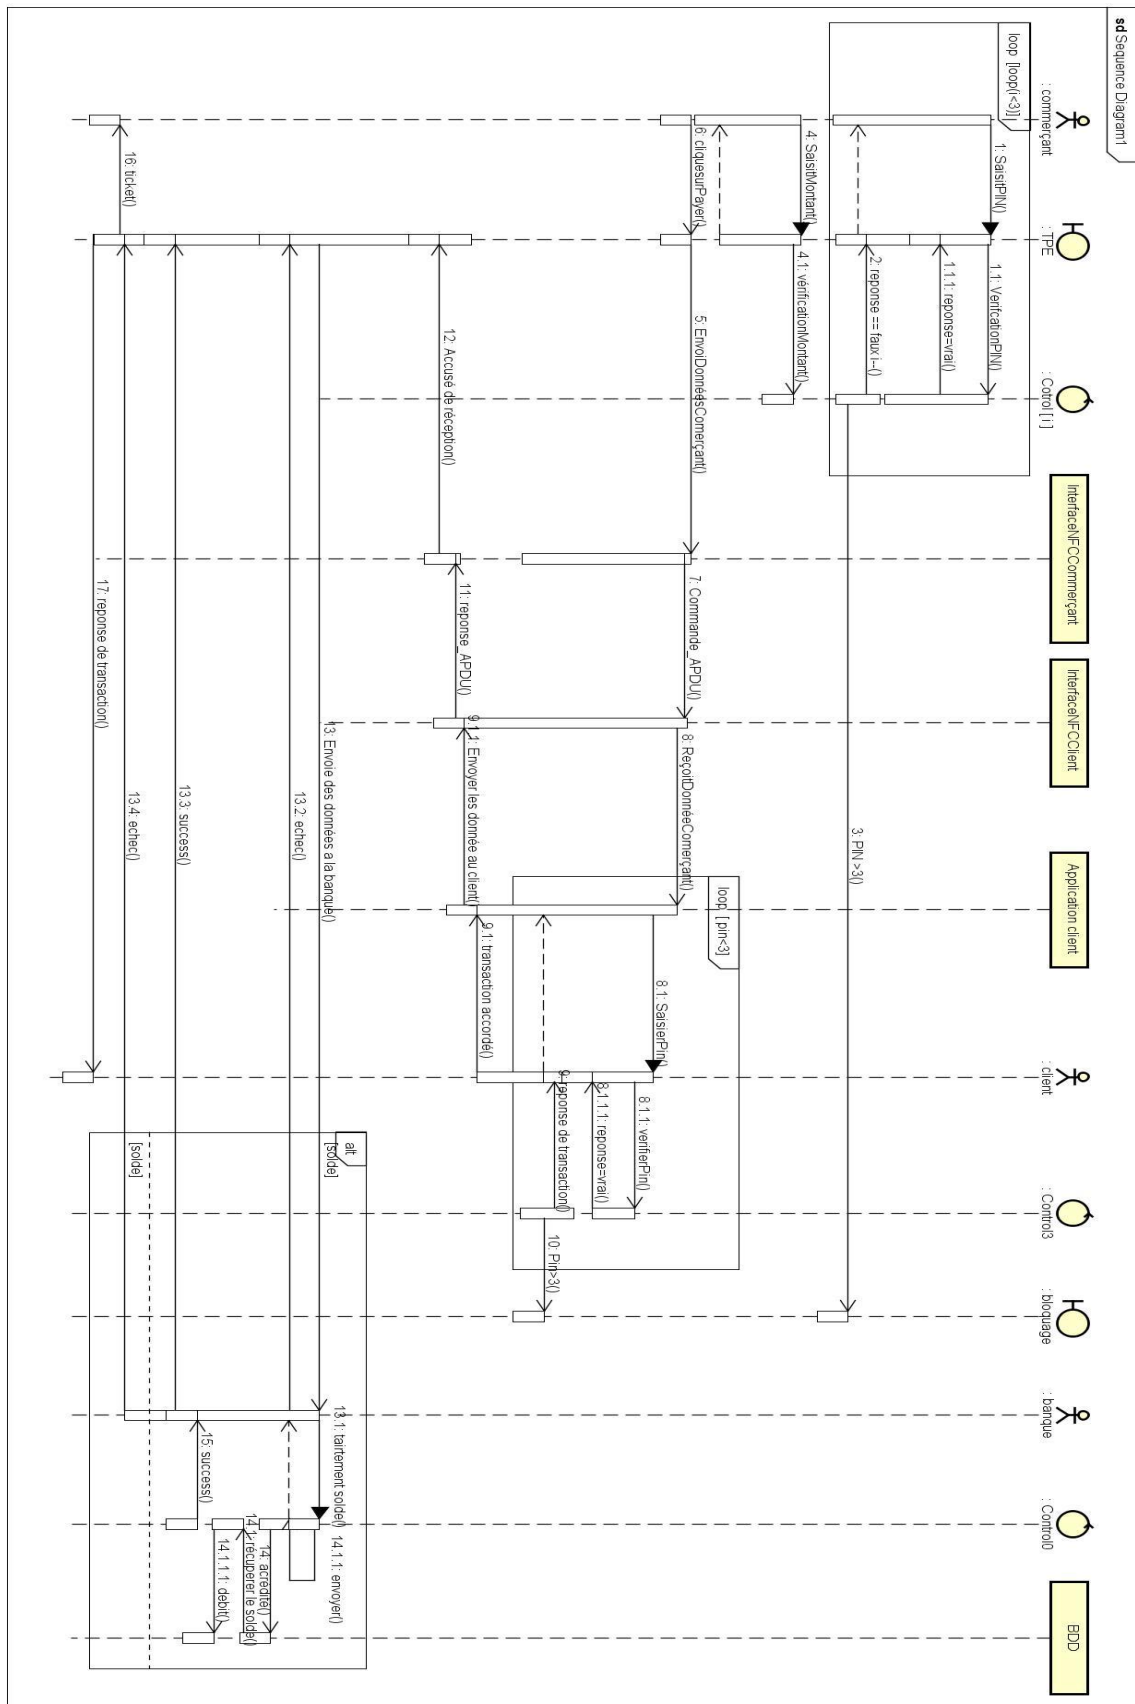 sd Sequence Diagram1
: commerçant
: TPE
: Cotrol [ i ]
InterfaceNFCCommerçant
InterfaceNFCClient
Application client
: client
: Control3
: bloquage
: banque
: Control0
BDD
loop [loop(i<3)]
1: SaisitPIN()
1.1: VerifcationPIN()
1.1.1: reponse=vrai()
2: reponse == faux i--()
3: PIN >3()
4: SaisitMontant()
4.1: vérificationMontant()
5: EnvoiDonnéesComerçant()
6: cliquesurPayer()
7: Commande_APDU()
8: ReçoitDonnéeComerçant()
loop [ pin<3]
8.1: SaisierPin()
8.1.1: verifierPin()
8.1.1.1: reponse=vrai()
9: reponse de transaction()
10: Pin>3()
9.1: transaction accordé()
9.1.1: Envoyer les donnée au client()
11: reponse_APDU()
12: Accusé de réception()
alt
[solde]
13: Envoie des données a la banque()
13.1: tairtement solde()
14.1.1: envoyer()
13.2: echec()
14: acredité()
14.1: récuperer le solde()
14.1.1.1: debit()
15: success()
13.3: success()
[solde]
13.4: echec()
16: ticket()
17: reponse de transaction()